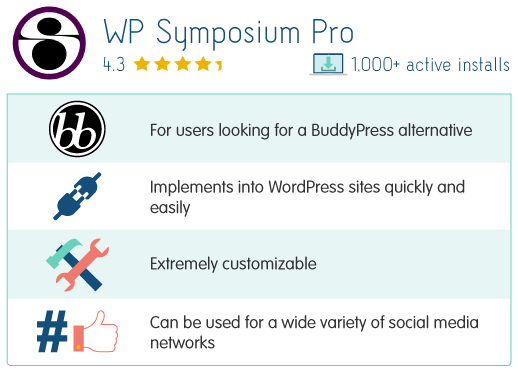 WP Symposium Pro
4.3
1,000+ active installs
bb
For users looking for a BuddyPress alternative
Implements into WordPress sites quickly and
easily
Extremely customizable
#
Can be used for a wide variety of social media
networks